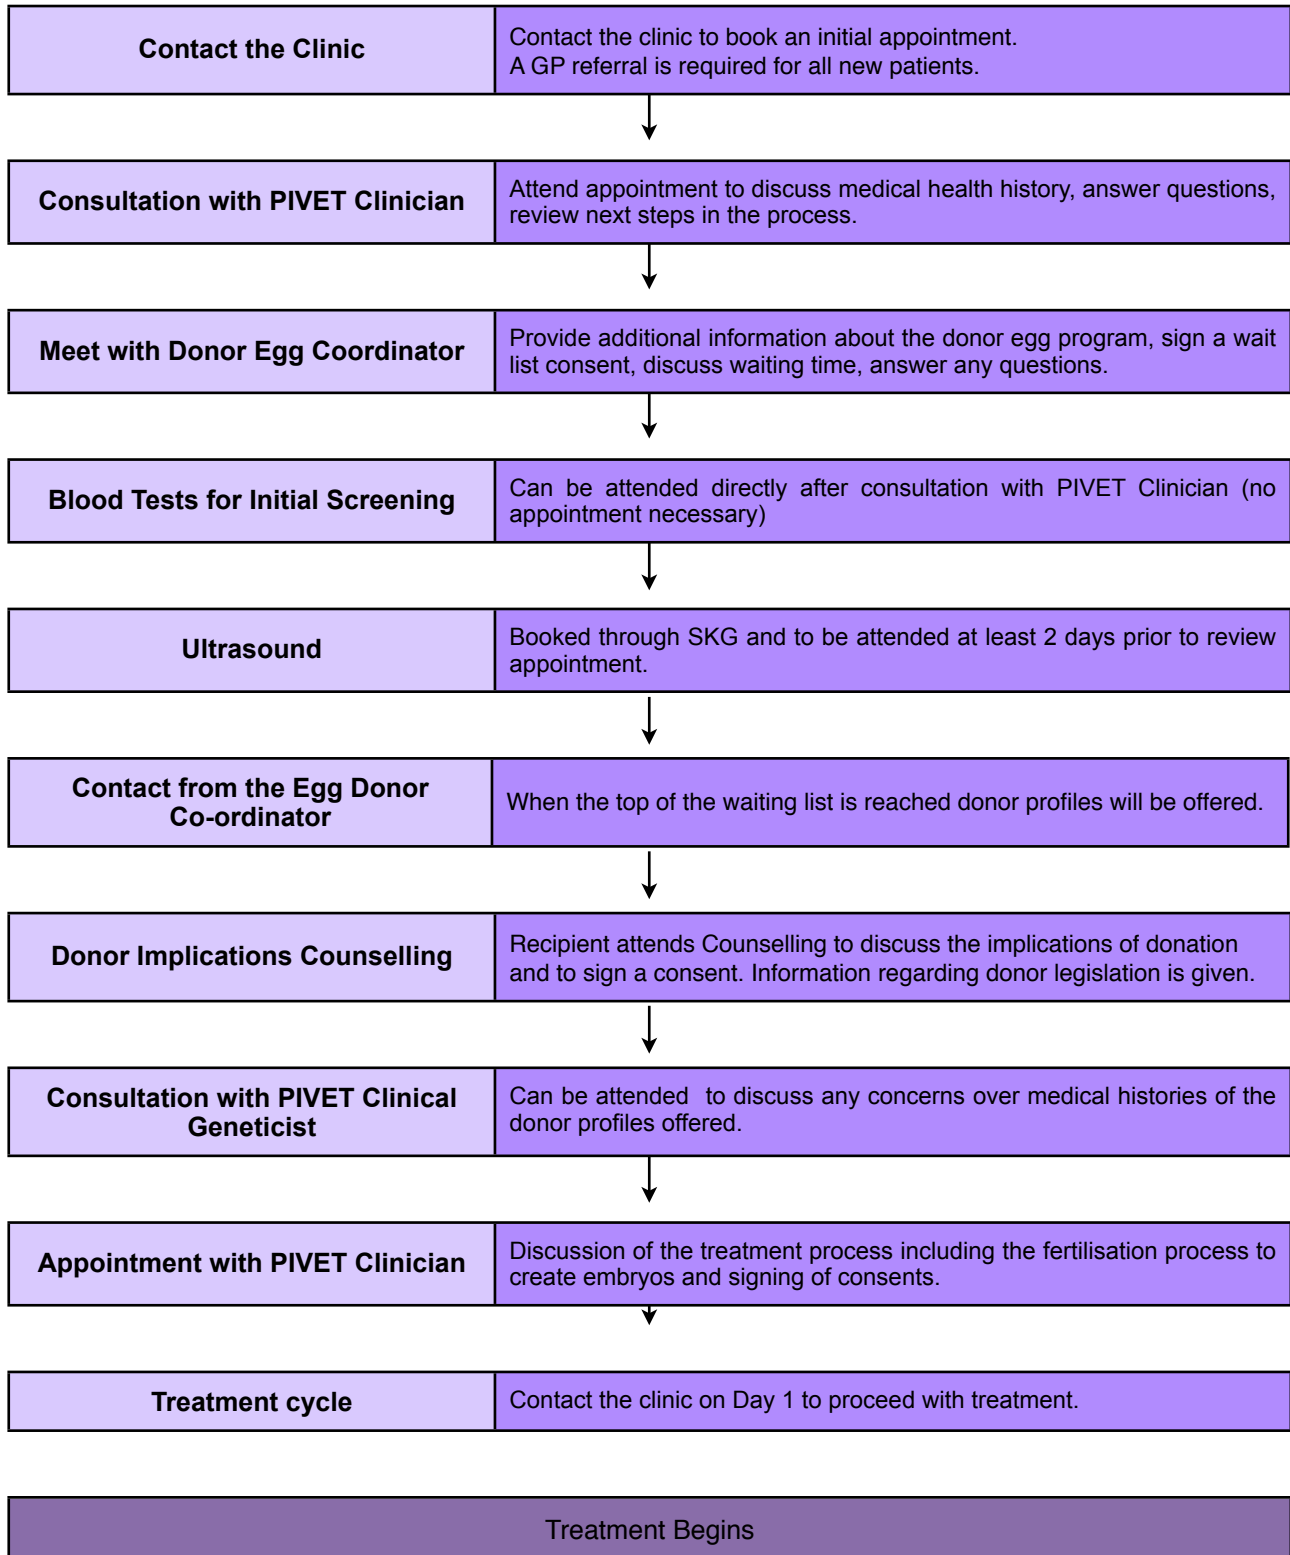 Contact the Clinic
Contact the clinic to book an initial appointment.
A GP referral is required for all new patients.
Consultation with PIVET Clinician
Attend appointment to discuss medical health history, answer questions,
review next steps in the process.
Meet with Donor Egg Coordinator
Provide additional information about the donor egg program, sign a wait
list consent, discuss waiting time, answer any questions.
Blood Tests for Initial Screening
Can be attended directly after consultation with PIVET Clinician (no
appointment necessary)
Ultrasound
Booked through SKG and to be attended at least 2 days prior to review
appointment.
Contact from the Egg Donor
Co-ordinator
When the top of the waiting list is reached donor profiles will be offered.
Donor Implications Counselling
Recipient attends Counselling to discuss the implications of donation
and to sign a consent. Information regarding donor legislation is given.
Consultation with PIVET Clinical
Geneticist
Can be attended  to discuss any concerns over medical histories of the
donor profiles offered.
Appointment with PIVET Clinician
Discussion of the treatment process including the fertilisation process to
create embryos and signing of consents.
Treatment cycle
Contact the clinic on Day 1 to proceed with treatment.
Treatment Begins